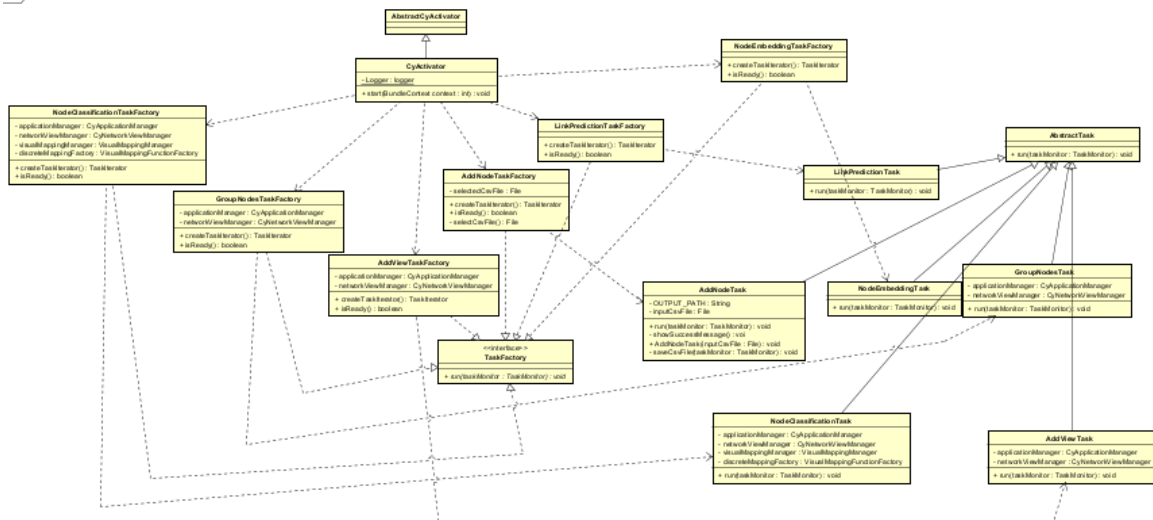 AbstractCyActivator
CyActivator
- Logger : logger
+ start(BundleContext context : int) : void
NodeEmbeddingTaskFactory
+ createTaskIterator() : TaskIterator
+ isReady() : boolean
NodeClassificationTaskFactory
- applicationManager : CyApplicationManager
- networkViewManager : CyNetworkViewManager
- visualMappingManager : VisualMappingManager
- discreteMappingFactory : VisualMappingFunctionFactory
+ createTaskIterator() : TaskIterator
+ isReady() : boolean
LinkPredictionTaskFactory
+ createTaskIterator() : TaskIterator
+ isReady() : boolean
AbstractTask
+ run(taskMonitor : TaskMonitor) : void
LinkPredictionTask
+ run(taskMonitor : TaskMonitor) : void
AddNodeTaskFactory
- selectedCsvFile : File
+ createTaskIterator() : TaskIterator
+ isReady() : boolean
- selectCsvFile() : File
GroupNodesTaskFactory
- applicationManager : CyApplicationManager
- networkViewManager : CyNetworkViewManager
+ createTaskIterator() : TaskIterator
+ isReady() : boolean
AddViewTaskFactory
- applicationManager : CyApplicationManager
- networkViewManager : CyNetworkViewManager
+ createTaskIterator() : TaskIterator
+ isReady() : boolean
AddNodeTask
- OUTPUT_PATH : String
- inputCsvFile : File
+ run(taskMonitor : TaskMonitor) : void
- showSuccessMessage() : voi
+ AddNodeTask(inputCsvFile : File) : void
- saveCsvFile(taskMonitor : TaskMonitor) : void
NodeEmbeddingTask
+ run(taskMonitor : TaskMonitor) : void
GroupNodesTask
- applicationManager : CyApplicationManager
- networkViewManager : CyNetworkViewManager
+ run(taskMonitor : TaskMonitor) : void
<<interface>>
TaskFactory
+ run(taskMonitor : TaskMonitor) : void
NodeClassificationTask
- applicationManager : CyApplicationManager
- networkViewManager : CyNetworkViewManager
- visualMappingManager : VisualMappingManager
- discreteMappingFactory : VisualMappingFunctionFactory
+ run(taskMonitor : TaskMonitor) : void
AddViewTask
- applicationManager : CyApplicationManager
- networkViewManager : CyNetworkViewManager
+ run(taskMonitor : TaskMonitor) : void